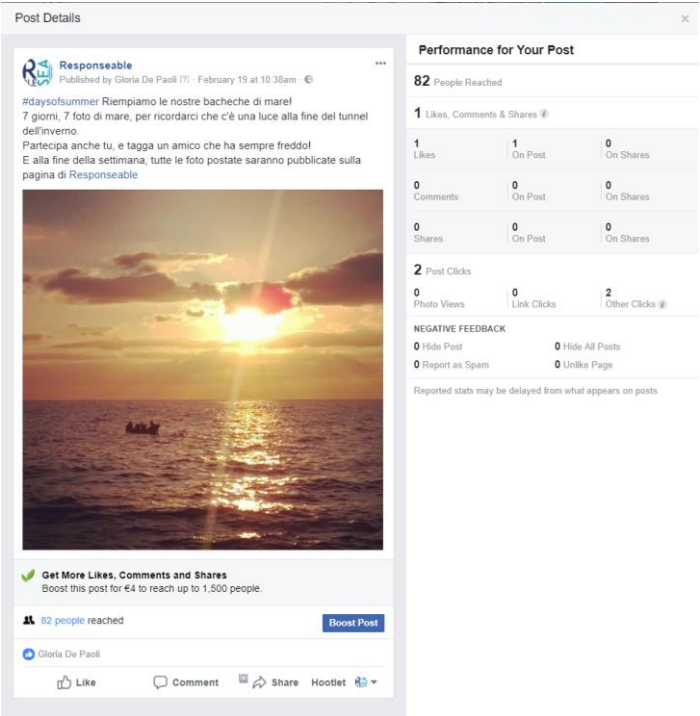 Post Details
Responseable
Published by Gloria De Paoli [?] · February 19 at 10:38am ·
#daysofsummer Riempiamo le nostre bacheche di mare!
7 giorni, 7 foto di mare, per ricordarci che c'è una luce alla fine del tunnel
dell'inverno.
Partecipa anche tu, e tagga un amico che ha sempre freddo!
E alla fine della settimana, tutte le foto postate saranno pubblicate sulla
pagina di Responseable
Get More Likes, Comments and Shares
Boost this post for €4 to reach up to 1,500 people.
82 people reached
Boost Post
Gloria De Paoli
Like Comment Share Hootlet
Performance for Your Post
82 People Reached
1 Likes, Comments & Shares
1 1 0
Likes On Post On Shares
0 0 0
Comments On Post On Shares
0 0 0
Shares On Post On Shares
2 Post Clicks
0 0 2
Photo Views Link Clicks Other Clicks
NEGATIVE FEEDBACK
0 Hide Post 0 Hide All Posts
0 Report as Spam 0 Unlike Page
Reported stats may be delayed from what appears on posts